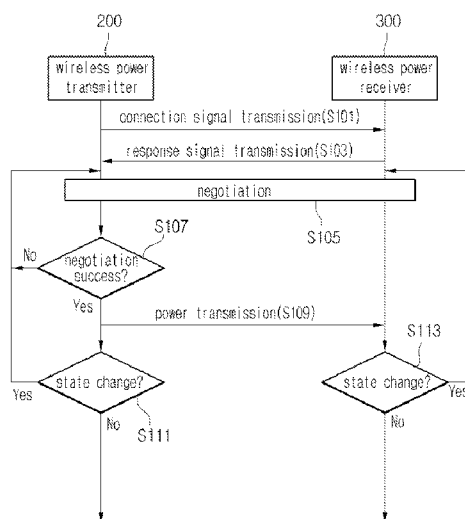 200
300
wireless power
transmitter
wireless power
receiver
connection signal transmission(S101)
response signal transmission(S103)
negotiation
S105
S107
No
negotiation
success?
Yes
power transmission(S109)
S113
state change?
Yes
S111
No
state change?
Yes
No